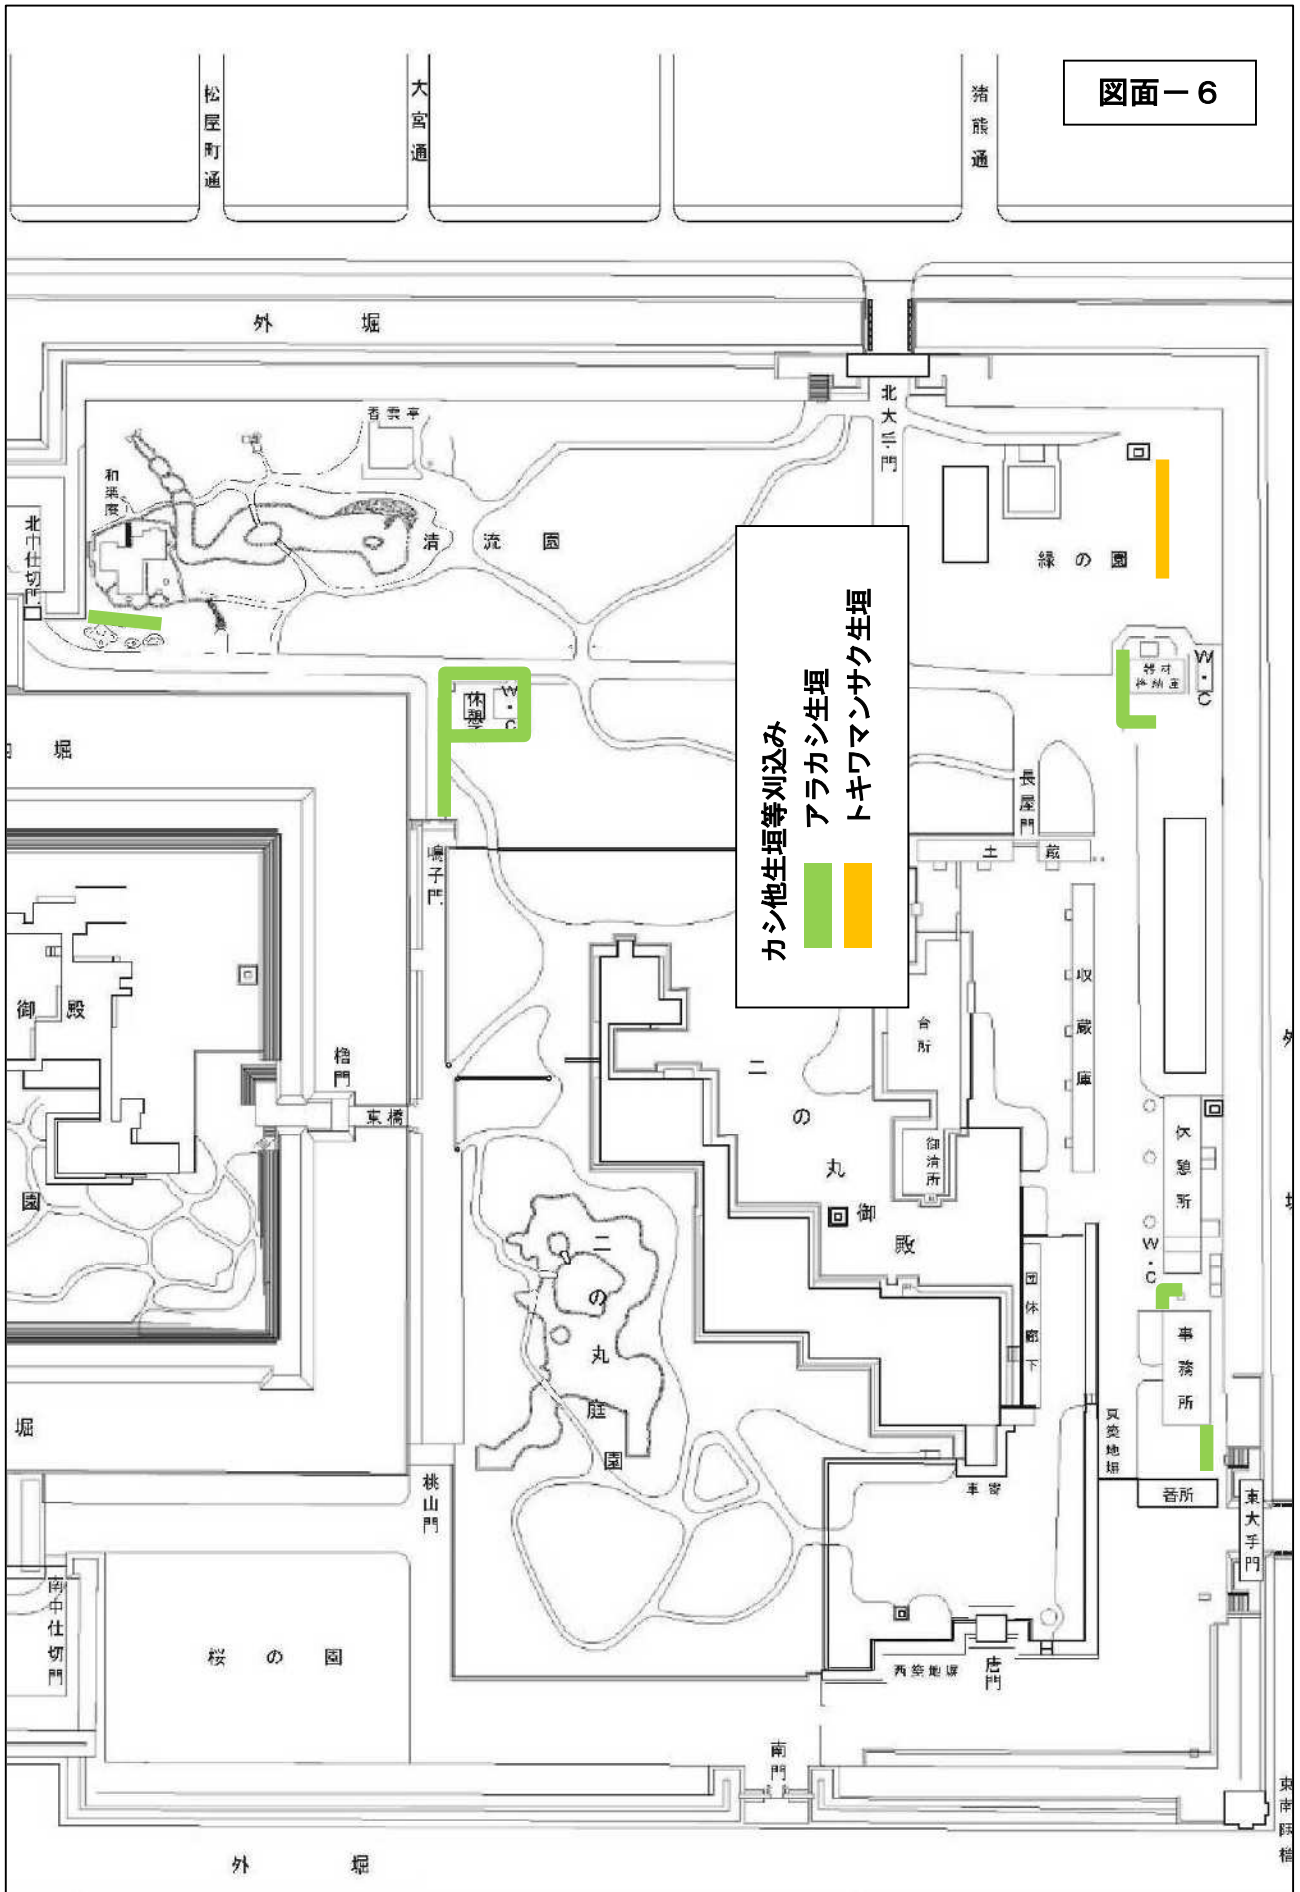 図面－6
松屋町通
大宮通
猪熊通
外堀
北大手門
香雲亭
和楽庵
北中仕切門
清流園
緑の園
休憩
W・C
器材格納庫
W・C
カシ他生垣等刈込み
アラカシ生垣
トキワマンサク生垣
堀
長屋門
土蔵
鳴子門
収蔵庫
御殿
台所
櫓門
東橋
二の丸御殿
御清所
休憩所
園
W・C
二の丸庭園
団体廊下
事務所
堀
桃山門
車寄
番所
東大手門
南中仕切門
桜の園
西築地塀
唐門
南門
外堀